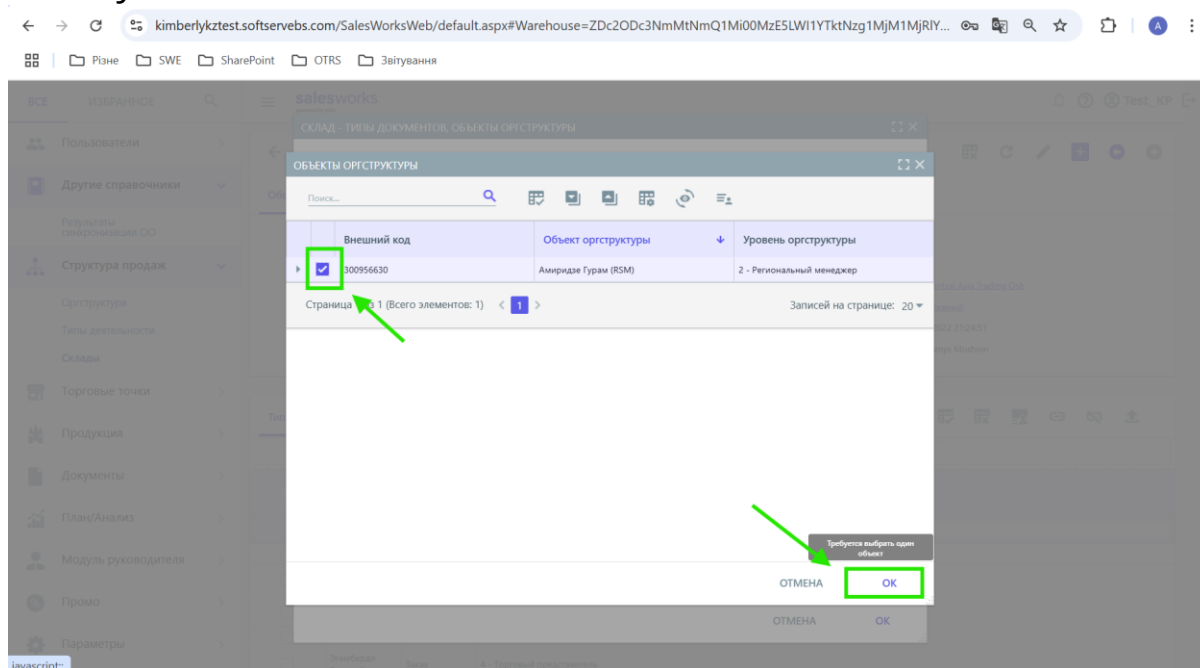 kimberlykztest.softservebs.com/SalesWorksWeb/default.aspx#Warehouse=ZDc2ODc3NmMtNmQ1Mi00MzE5LWI1YTktNzg1MjM1MjRlY...
A
Різне SWE SharePoint OTRS Звітування
ВСЕ ИЗБРАННОЕ salesworks Test_KP
СКЛАД - ТИПЫ ДОКУМЕНТОВ, ОБЪЕКТЫ ОРГСТРУКТУРЫ
Пользователи
ОБЪЕКТЫ ОРГСТРУКТУРЫ
Другие справочники
Поиск...
Результаты
синхронизации
Внешний код Объект оргструктуры Уровень оргструктуры
Структура продаж
300956630 Амиридзе Гурам (RSM) 2 - Региональный менеджер
Оргструктура
Страница из 1 (Всего элементов: 1) 1 Записей на странице: 20
Типы деятельности
Склады
Торговые точки
Продукция
Документы
План/Анализ
Требуется выбрать один
объект
Модуль руководителя
ОТМЕНА ОК
Промо
ОТМЕНА ОК
Параметры
javascript:;